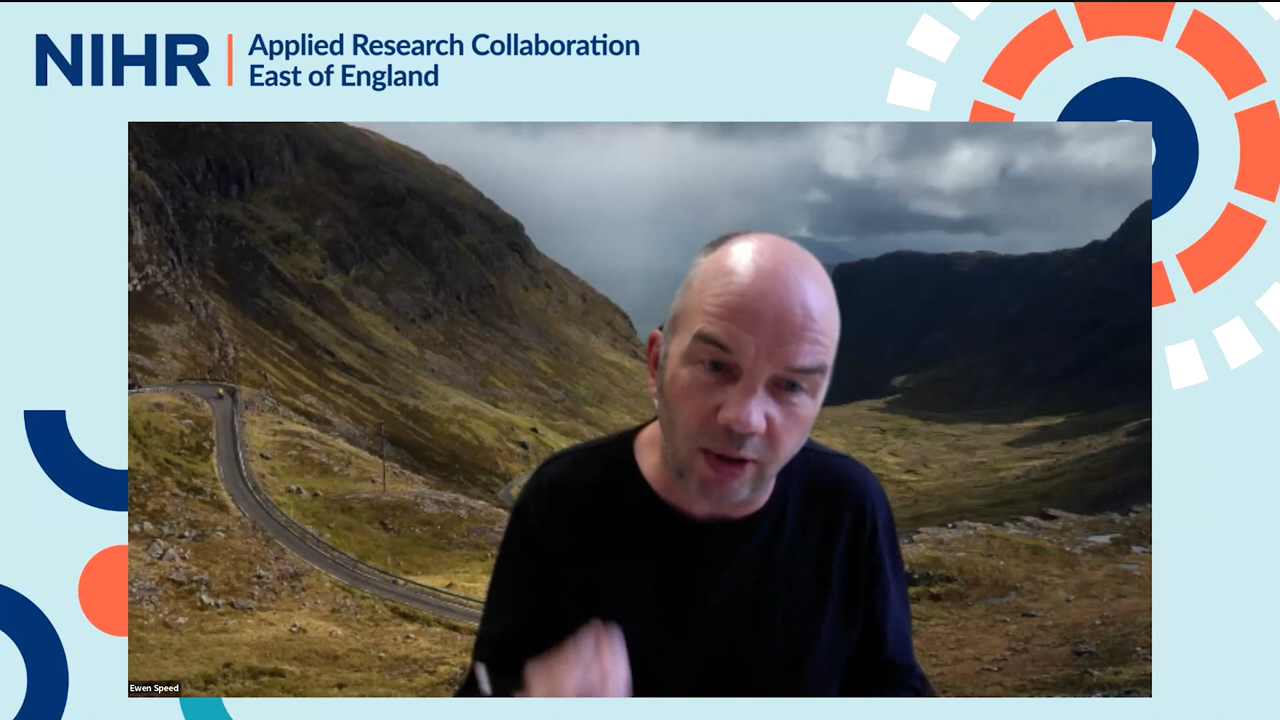 NIHR
Applied Research Collaboration
East of England
Ewen Speed